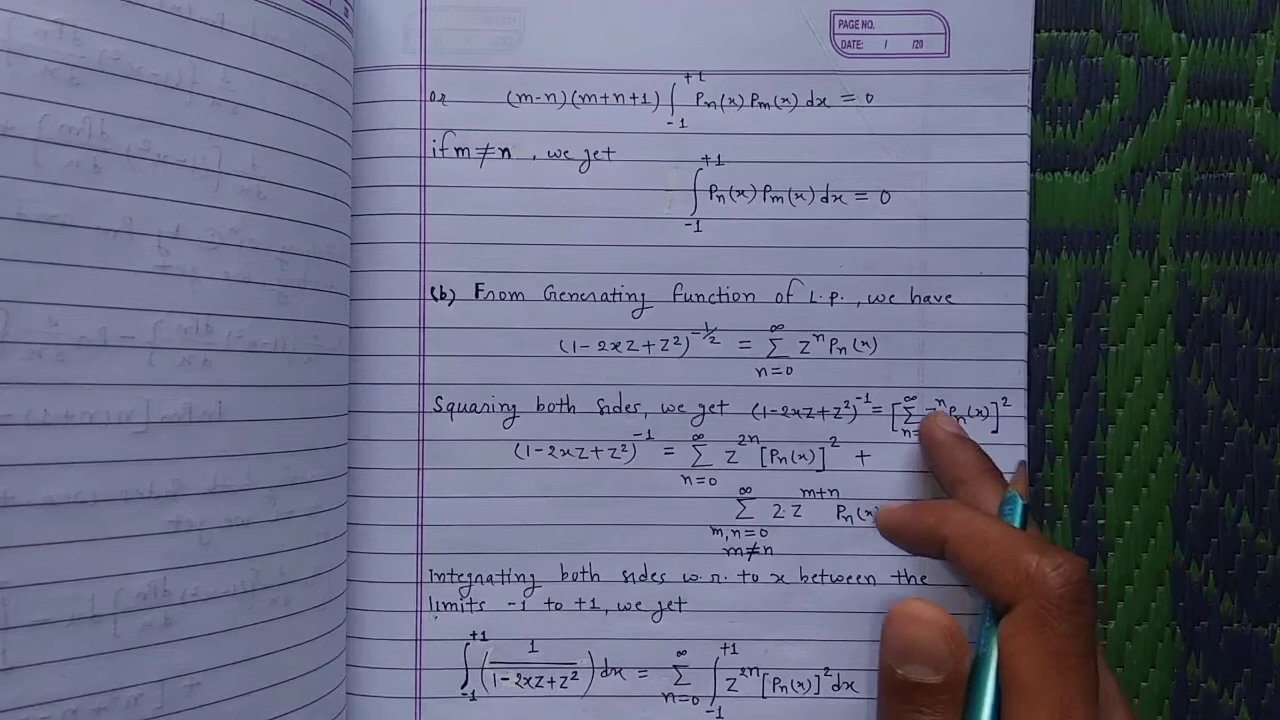 PAGE NO.
DATE: / /20
or (m-n)(m+n+1) ∫₋₁⁺¹ Pn(x) Pm(x) dx = 0
if m ≠ n, we get
∫₋₁⁺¹ Pn(x) Pm(x) dx = 0
(b) From Generating function of L.P., we have
(1-2xz+z²)^-1/2 = ∑_{n=0}^∞ z^n Pn(x)
Squaring both sides, we get (1-2xz+z²)^-1 = [∑_{n=}^∞ z^n Pn(x)]²
(1-2xz+z²)^-1 = ∑_{n=0}^∞ z^2n [Pn(x)]² +
∑_{m,n=0, m≠n}^∞ 2·z^m+n Pn(x)
Integrating both sides w.r. to x between the
limits -1 to +1, we get
∫₋₁⁺¹ (1/(1-2xz+z²)) dx = ∑_{n=0}^∞ ∫₋₁⁺¹ z^2n [Pn(x)]² dx